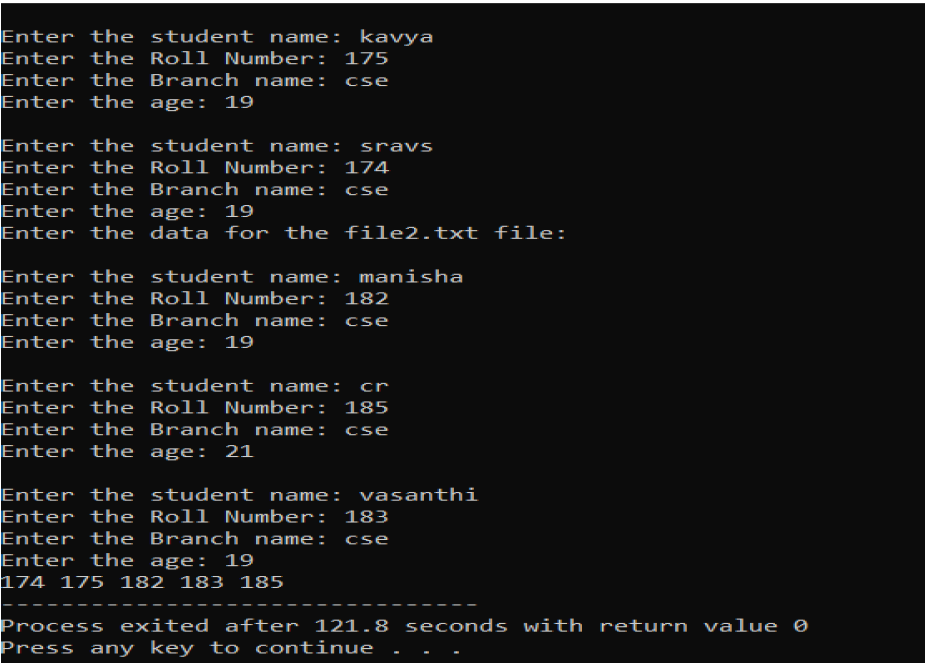 Enter the student name: kavya
Enter the Roll Number: 175
Enter the Branch name: cse
Enter the age: 19
Enter the student name: sravs
Enter the Roll Number: 174
Enter the Branch name: cse
Enter the age: 19
Enter the data for the file2.txt file:
Enter the student name: manisha
Enter the Roll Number: 182
Enter the Branch name: cse
Enter the age: 19
Enter the student name: cr
Enter the Roll Number: 185
Enter the Branch name: cse
Enter the age: 21
Enter the student name: vasanthi
Enter the Roll Number: 183
Enter the Branch name: cse
Enter the age: 19
174 175 182 183 185
--------------------------------
Process exited after 121.8 seconds with return value 0
Press any key to continue . . .